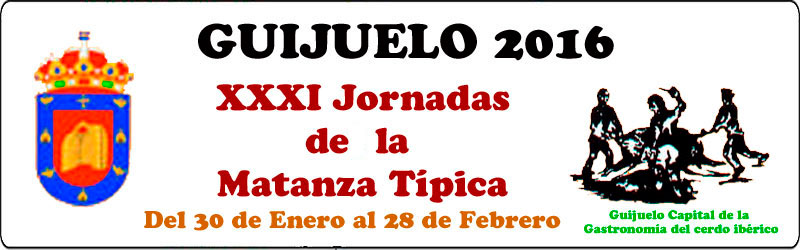 GUIJUELO 2016
XXXI Jornadas
de la
Matanza Típica
Del 30 de Enero al 28 de Febrero
Guijuelo Capital de la
Gastronomía del cerdo ibérico